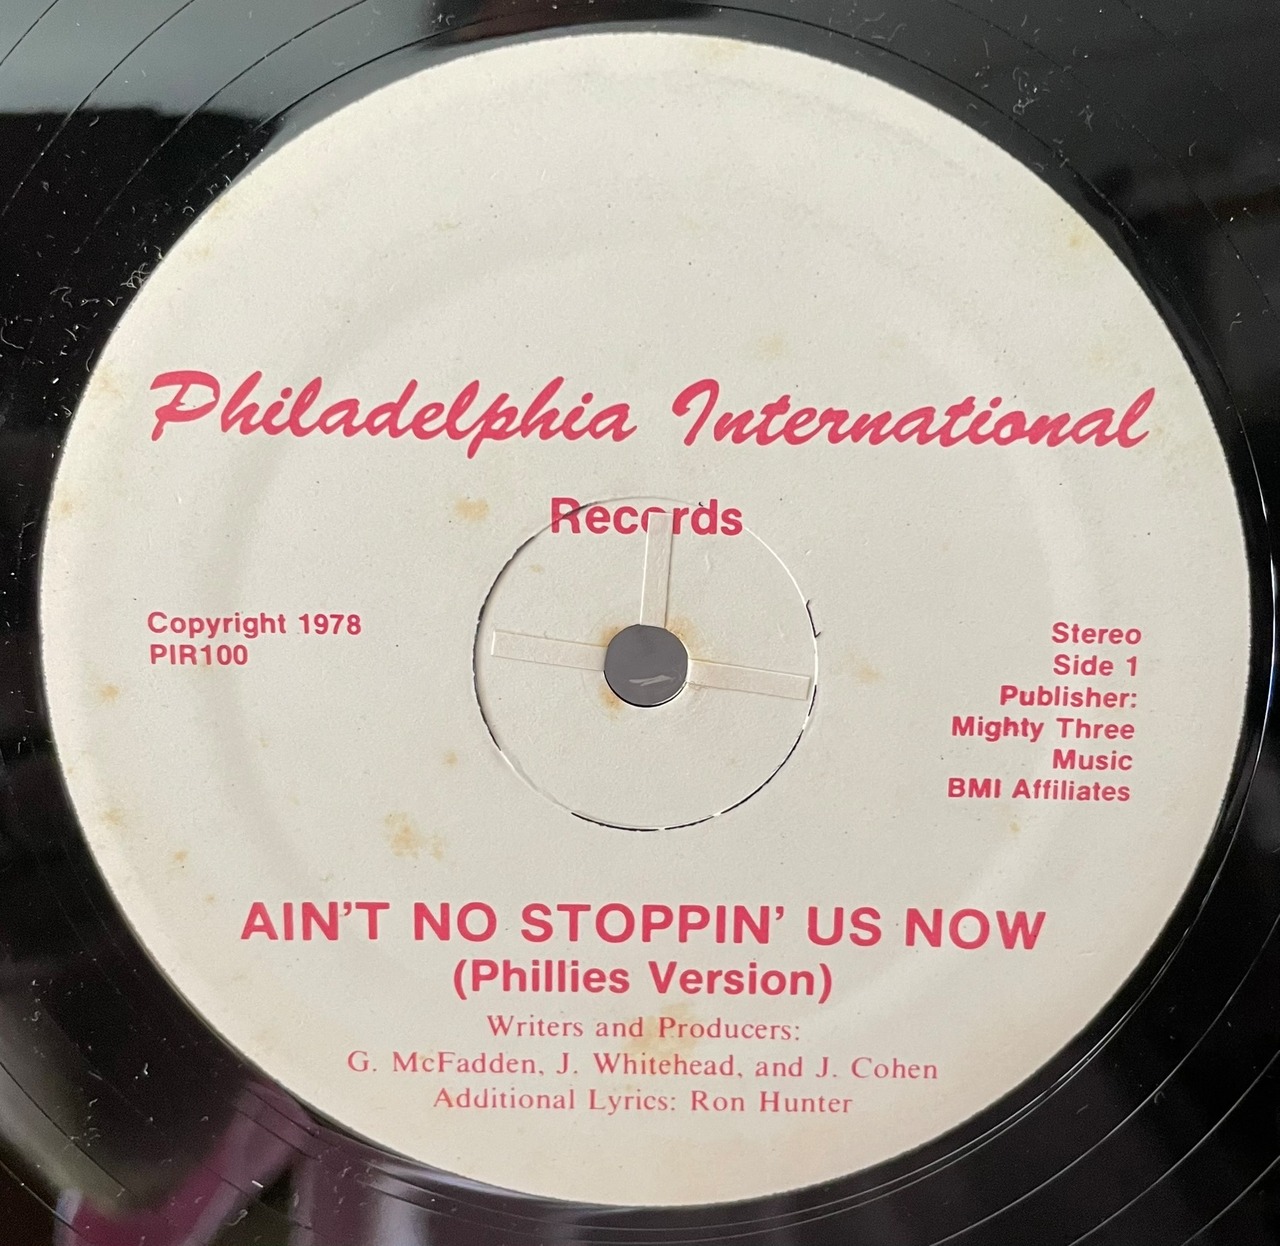 Philadelphia International
Records
Copyright 1978
PIR100
Stereo
Side 1
Publisher:
Mighty Three
Music
BMI Affiliates
AIN'T NO STOPPIN' US NOW
(Phillies Version)
Writers and Producers:
G. McFadden, J. Whitehead, and J. Cohen
Additional Lyrics: Ron Hunter